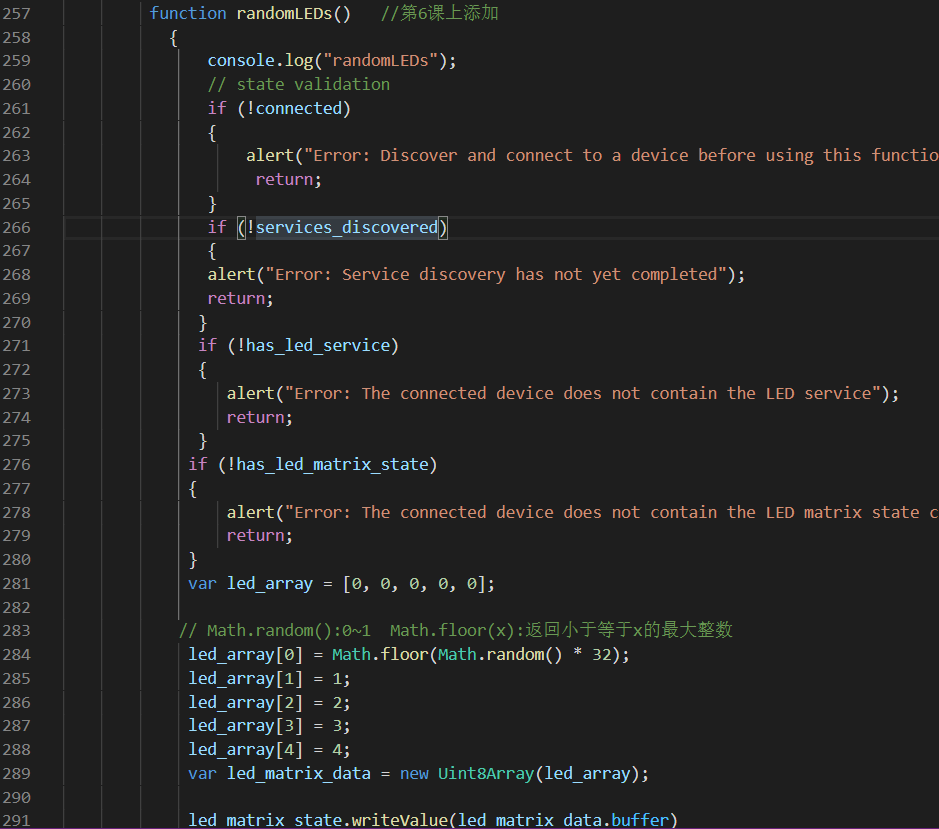 257 function randomLEDs() //第6课上添加
258 {
259 console.log("randomLEDs");
260 // state validation
261 if (!connected)
262 {
263 alert("Error: Discover and connect to a device before using this functio
264 return;
265 }
266 if (!services_discovered)
267 {
268 alert("Error: Service discovery has not yet completed");
269 return;
270 }
271 if (!has_led_service)
272 {
273 alert("Error: The connected device does not contain the LED service");
274 return;
275 }
276 if (!has_led_matrix_state)
277 {
278 alert("Error: The connected device does not contain the LED matrix state c
279 return;
280 }
281 var led_array = [0, 0, 0, 0, 0];
282
283 // Math.random():0~1 Math.floor(x):返回小于等于x的最大整数
284 led_array[0] = Math.floor(Math.random() * 32);
285 led_array[1] = 1;
286 led_array[2] = 2;
287 led_array[3] = 3;
288 led_array[4] = 4;
289 var led_matrix_data = new Uint8Array(led_array);
290
291 led_matrix_state.writeValue(led_matrix_data.buffer)